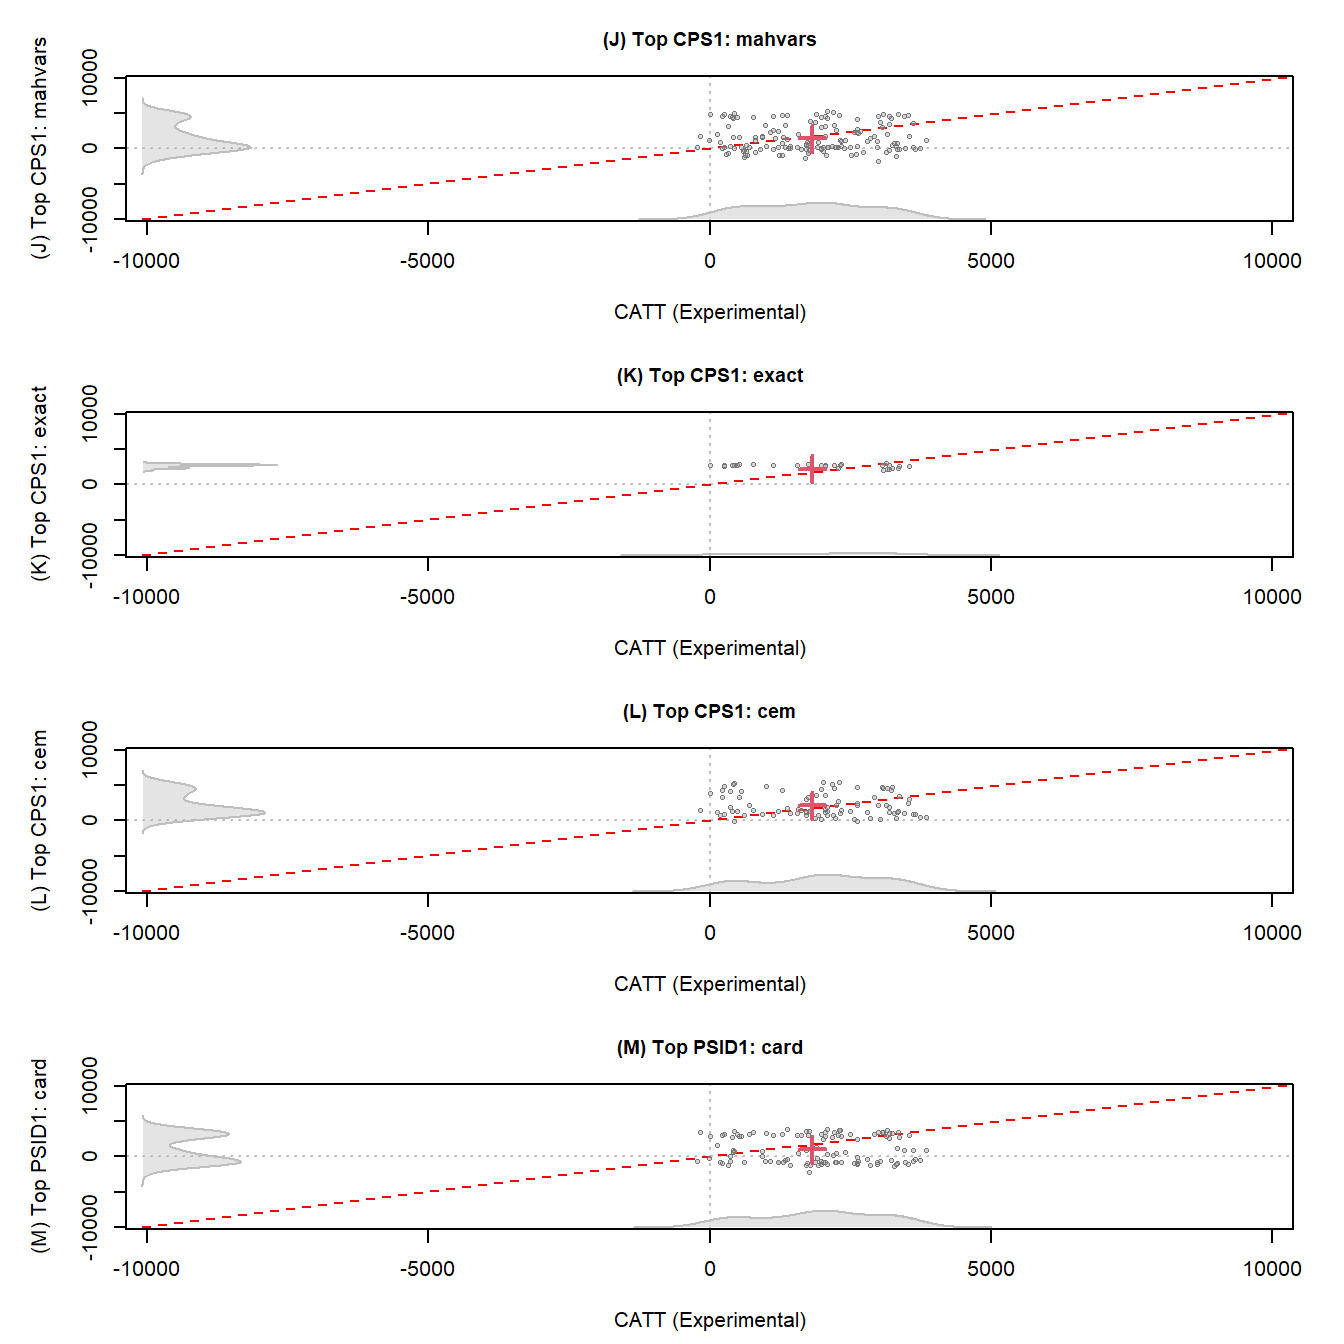 (J) Top CPS1: mahvars
(J) Top CPS1: mahvars
10000
0
-10000
-10000 -5000 0 5000 10000
CATT (Experimental)
(K) Top CPS1: exact
(K) Top CPS1: exact
10000
0
-10000
-10000 -5000 0 5000 10000
CATT (Experimental)
(L) Top CPS1: cem
(L) Top CPS1: cem
10000
0
-10000
-10000 -5000 0 5000 10000
CATT (Experimental)
(M) Top PSID1: card
(M) Top PSID1: card
10000
0
-10000
-10000 -5000 0 5000 10000
CATT (Experimental)